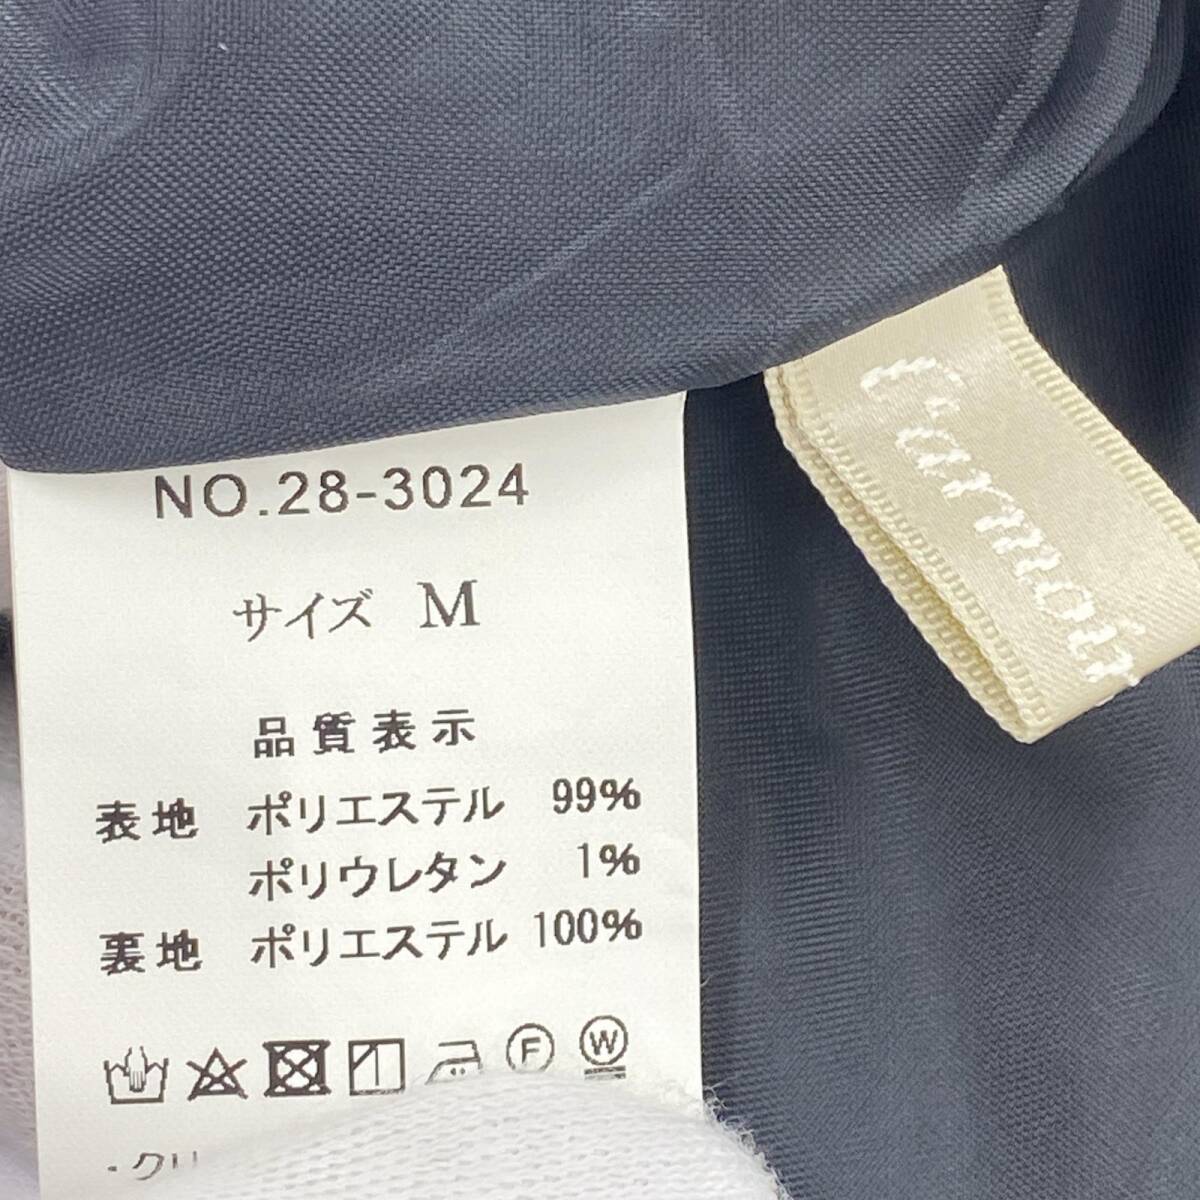 NO.28-3024
サイズ M
品質表示
表地 ポリエステル 99%
ポリウレタン 1%
裏地 ポリエステル 100%
F W